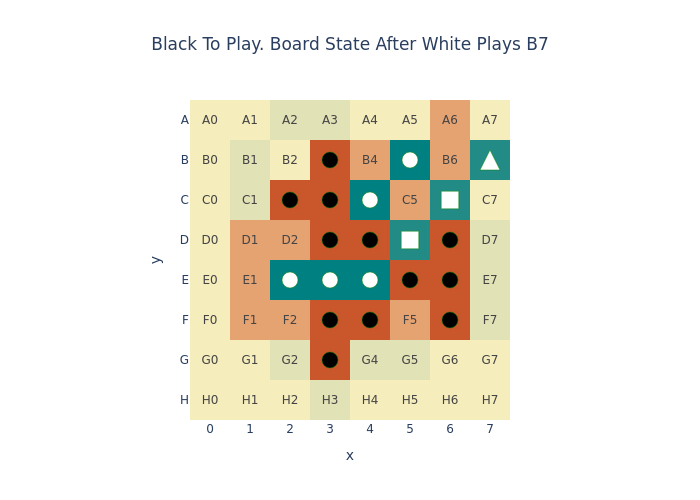 Black To Play. Board State After White Plays B7
A A0 A1 A2 A3 A4 A5 A6 A7
B B0 B1 B2 B4 B6
C C0 C1 C5 C7
D D0 D1 D2 D7
E E0 E1 E7
F F0 F1 F2 F5 F7
G G0 G1 G2 G4 G5 G6 G7
H H0 H1 H2 H3 H4 H5 H6 H7
0 1 2 3 4 5 6 7
x
y